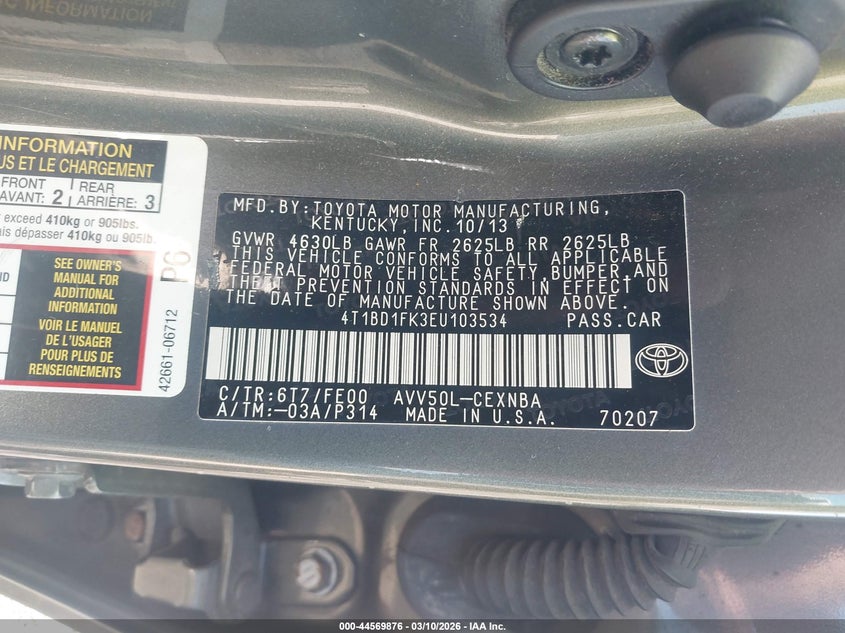 INFORMATION
US ET LE CHARGEMENT
FRONT
AVANT: 2
REAR
ARRIÈRE: 3
exceed 410kg or 905lbs.
ais dépasser 410kg ou 905lb.
SEE OWNER'S
MANUAL FOR
ADDITIONAL
INFORMATION
VOIR LE MANUEL
DE L'USAGER
POUR PLUS DE
RENSEIGNEMENTS
P6
42661-06712
MFD.BY:TOYOTA MOTOR MANUFACTURING,
KENTUCKY,INC.10/13
GVWR 4630LB GAWR FR 2625LB RR 2625LB
THIS VEHICLE CONFORMS TO ALL APPLICABLE
FEDERAL MOTOR VEHICLE SAFETY,BUMPER,AND
THEFT PREVENTION STANDARDS IN EFFECT ON
THE DATE OF MANUFACTURE SHOWN ABOVE.
4T1BD1FK3EU103534 PASS.CAR
C/TR:6T7/FE00 AVV50L-CEXNBA
A/TM:-03A/P314 MADE IN U.S.A. 70207
000-44569876 - 03/10/2026 - IAA Inc.